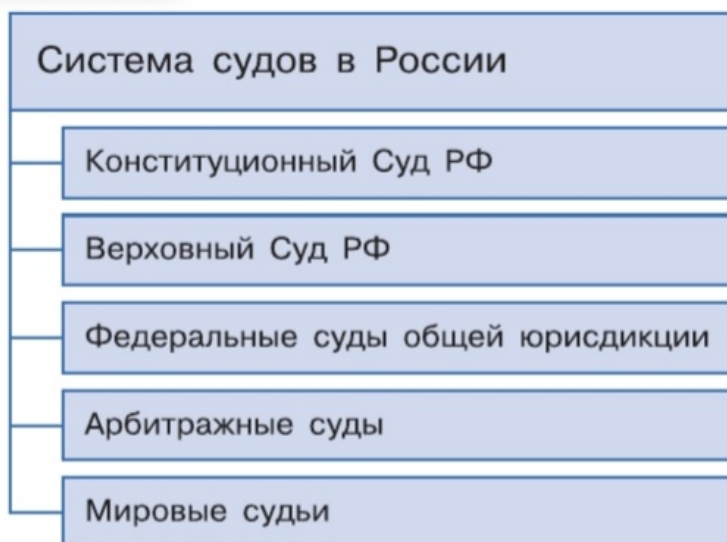 Система судов в России
Конституционный Суд РФ
Верховный Суд РФ
Федеральные суды общей юрисдикции
Арбитражные суды
Мировые судьи